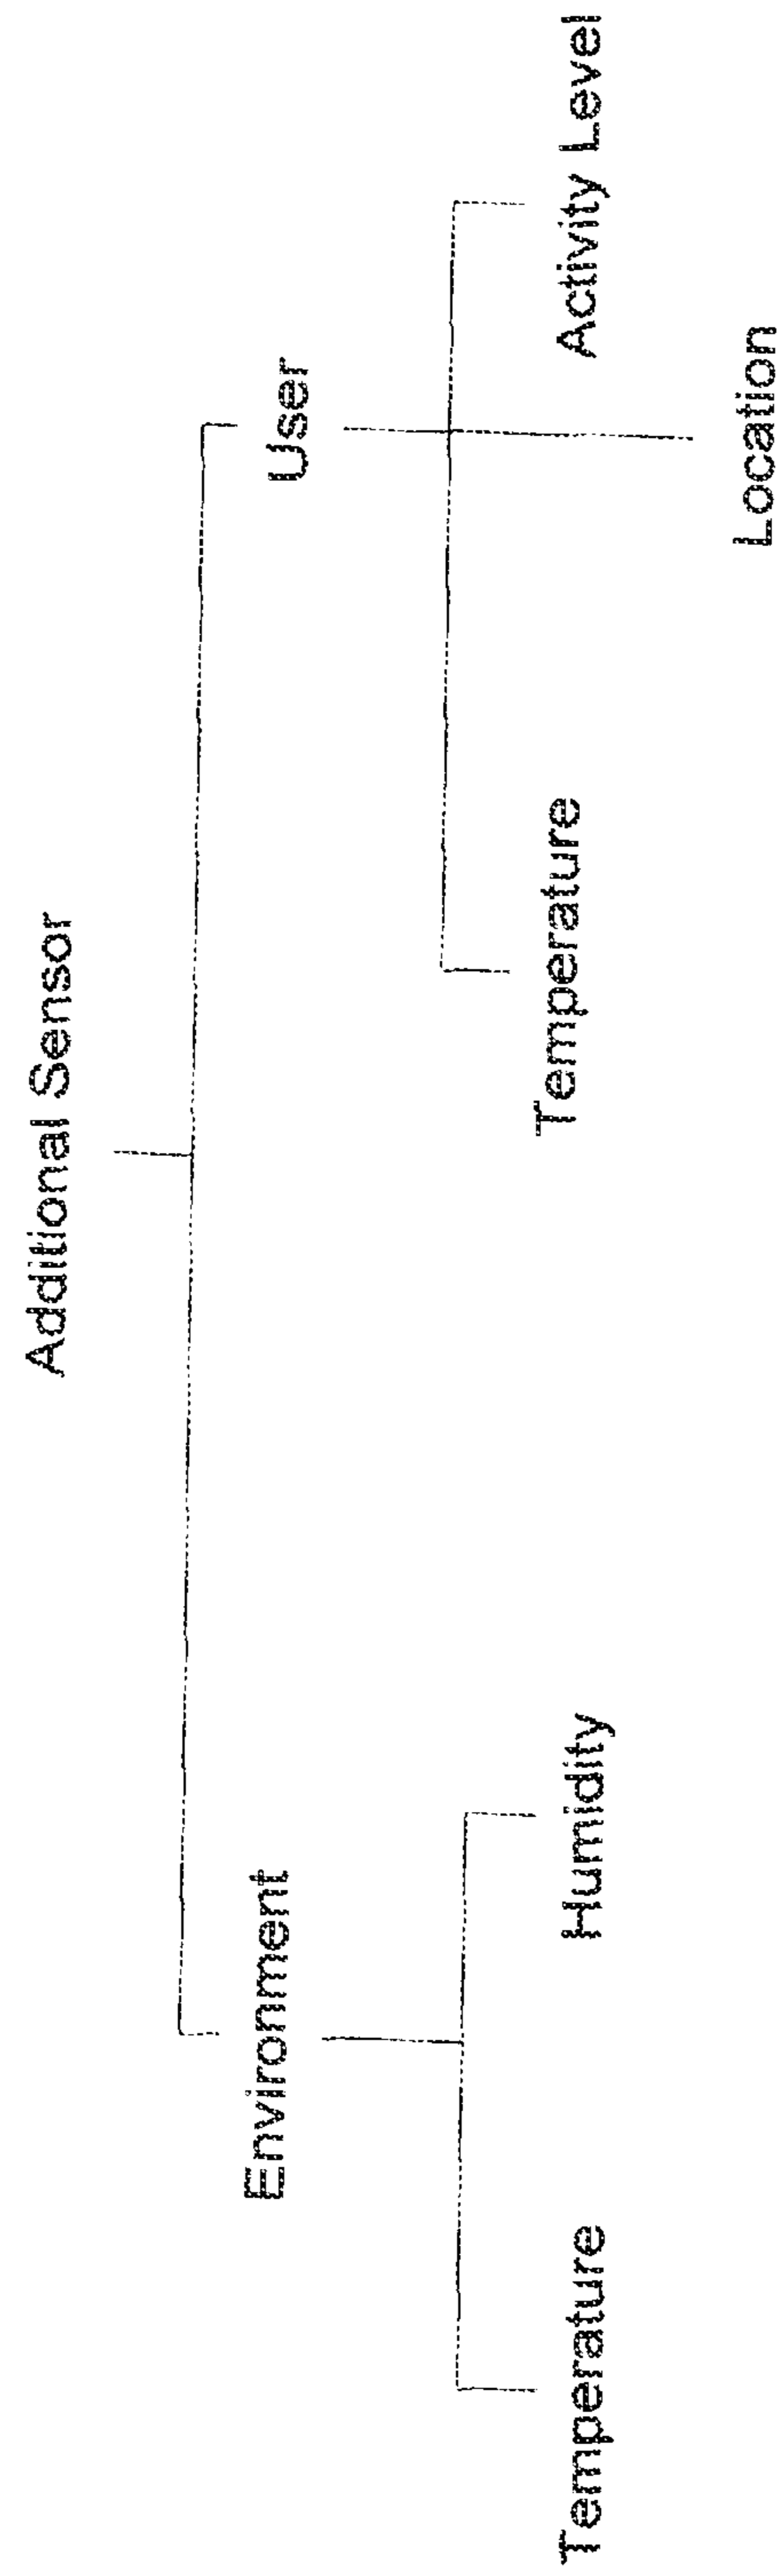 Additional Sensor
Environment
User
Temperature
Humidity
Temperature
Activity Level
Location